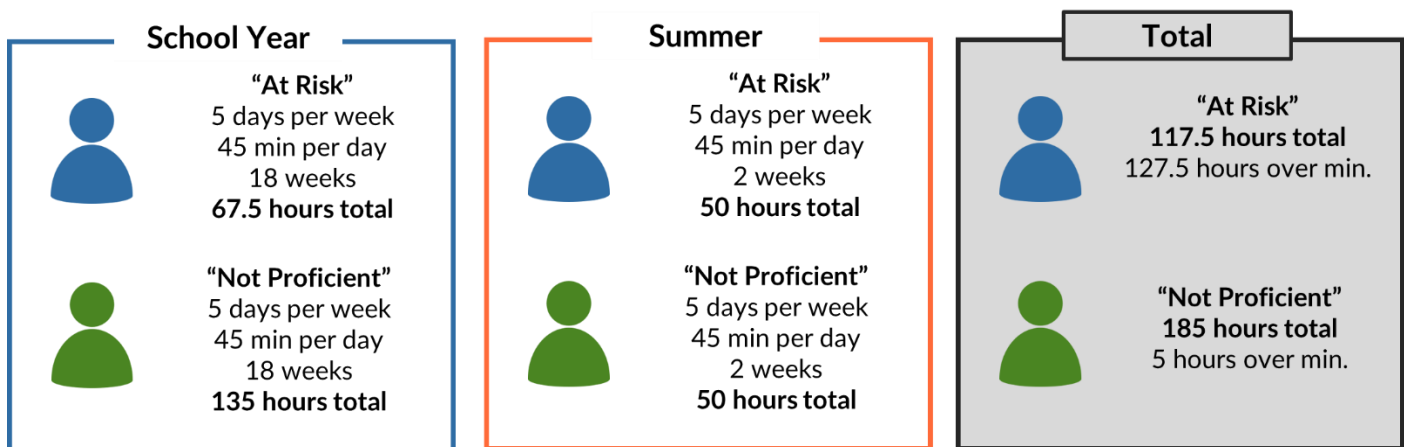 School Year
“At Risk”
5 days per week
45 min per day
18 weeks
67.5 hours total
“Not Proficient”
5 days per week
45 min per day
18 weeks
135 hours total
Summer
“At Risk”
5 days per week
45 min per day
2 weeks
50 hours total
“Not Proficient”
5 days per week
45 min per day
2 weeks
50 hours total
Total
“At Risk”
117.5 hours total
127.5 hours over min.
“Not Proficient”
185 hours total
5 hours over min.